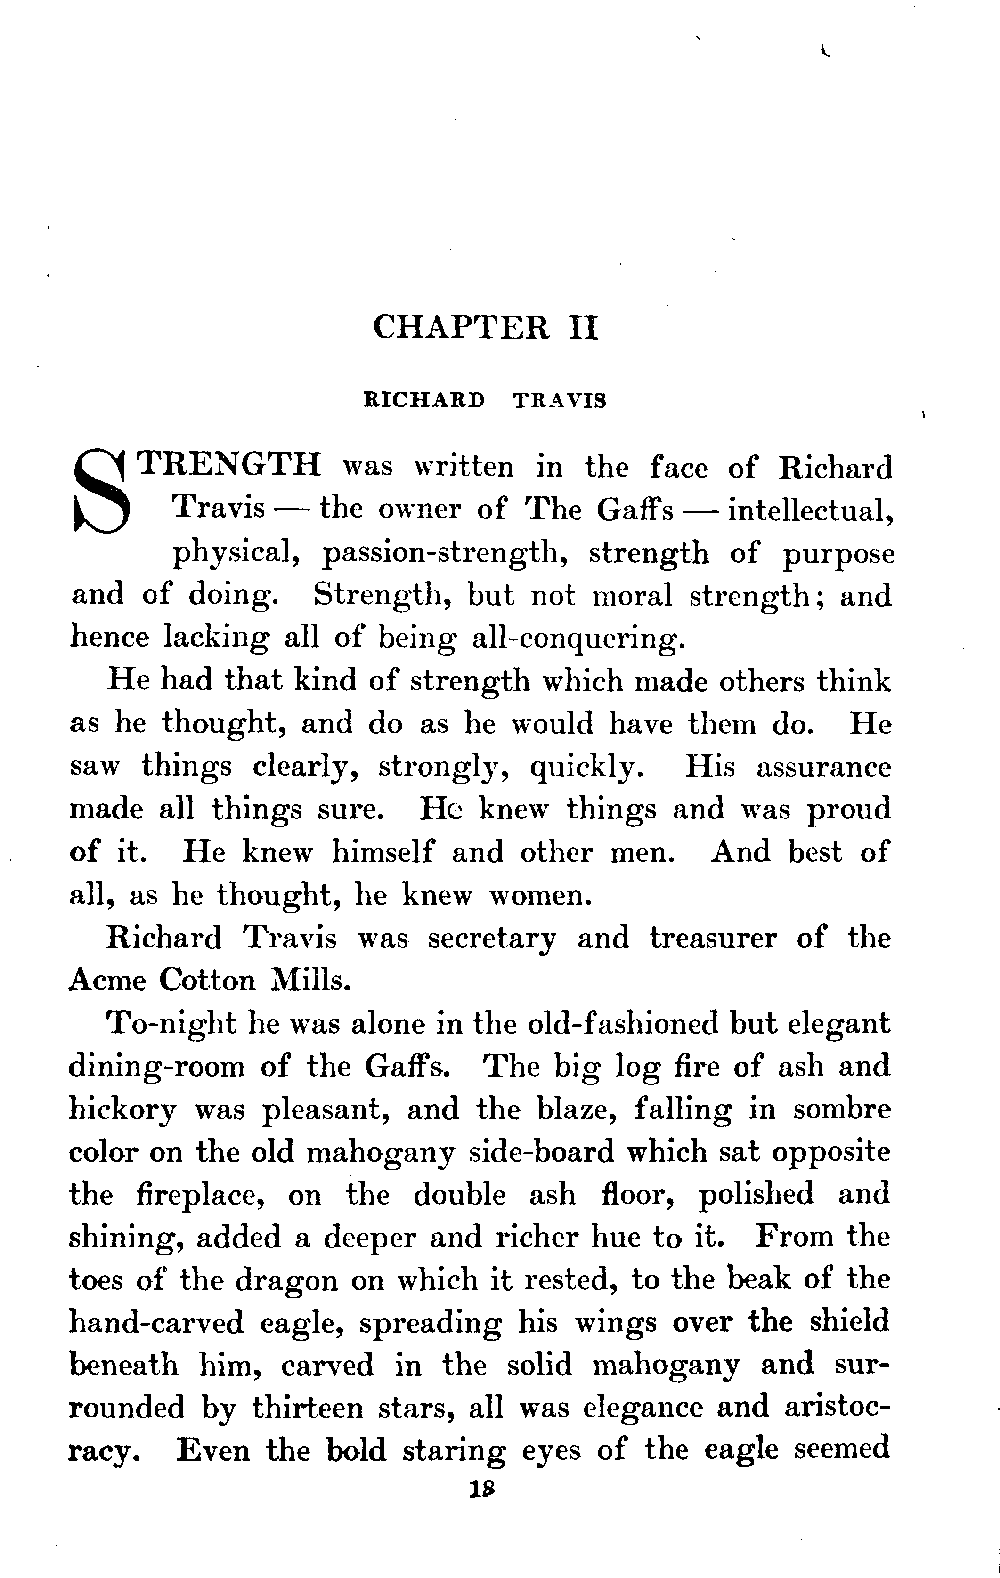 CHAPTER II
RICHARD TRAVIS
STRENGTH was written in the face of Richard
Travis — the owner of The Gaffs — intellectual,
physical, passion-strength, strength of purpose
and of doing. Strength, but not moral strength; and
hence lacking all of being all-conquering.
He had that kind of strength which made others think
as he thought, and do as he would have them do. He
saw things clearly, strongly, quickly. His assurance
made all things sure. He knew things and was proud
of it. He knew himself and other men. And best of
all, as he thought, he knew women.
Richard Travis was secretary and treasurer of the
Acme Cotton Mills.
To-night he was alone in the old-fashioned but elegant
dining-room of the Gaffs. The big log fire of ash and
hickory was pleasant, and the blaze, falling in sombre
color on the old mahogany side-board which sat opposite
the fireplace, on the double ash floor, polished and
shining, added a deeper and richer hue to it. From the
toes of the dragon on which it rested, to the beak of the
hand-carved eagle, spreading his wings over the shield
beneath him, carved in the solid mahogany and sur-
rounded by thirteen stars, all was elegance and aristoc-
racy. Even the bold staring eyes of the eagle seemed
18